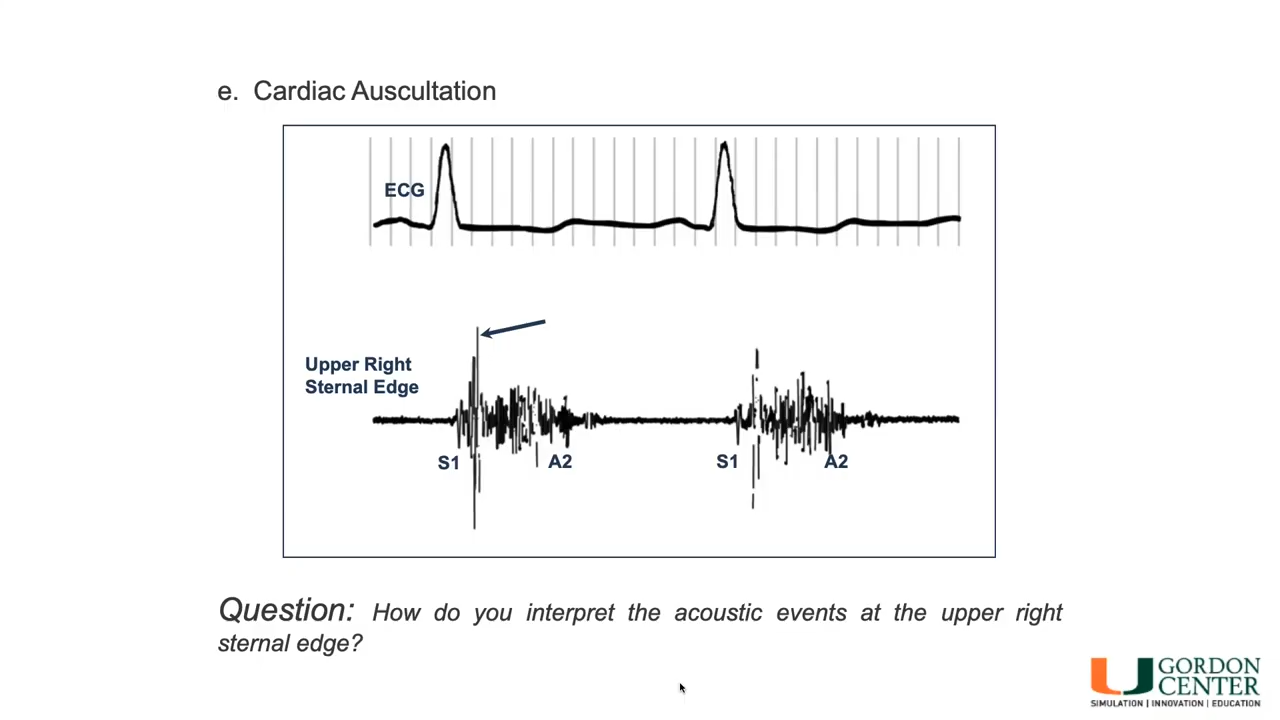 e. Cardiac Auscultation
ECG
Upper Right
Sternal Edge
S1
A2
S1
A2
Question: How do you interpret the acoustic events at the upper right
sternal edge?
U
GORDON
CENTER
SIMULATION | INNOVATION | EDUCATION